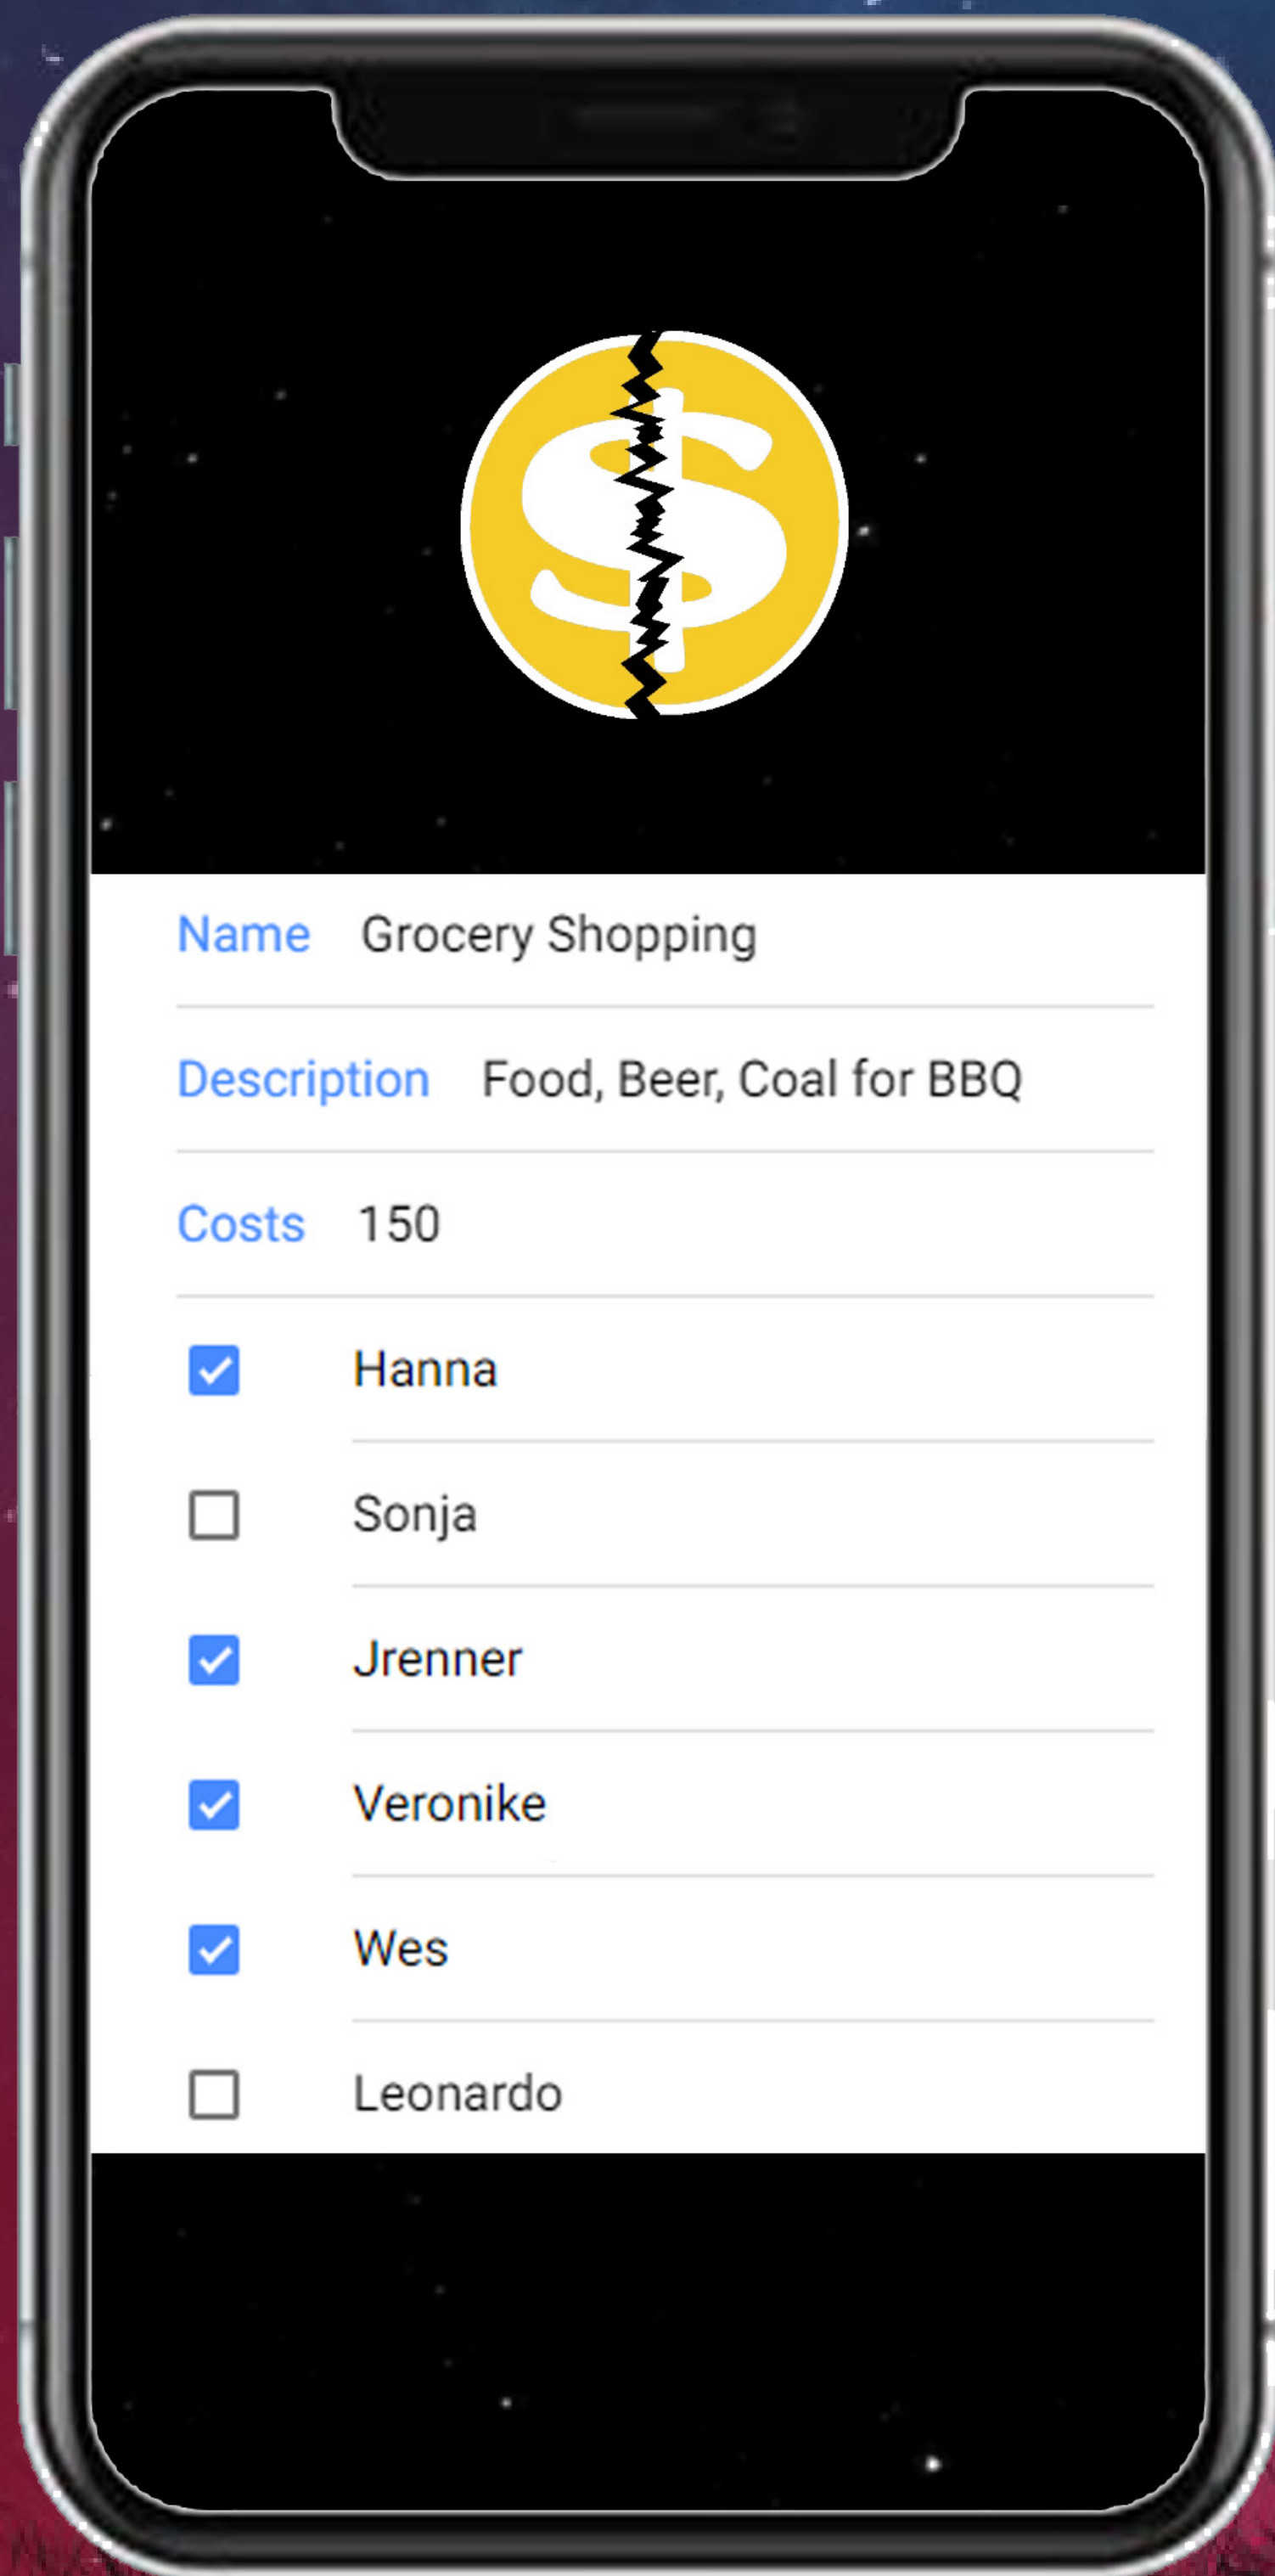 Name Grocery Shopping
Description Food, Beer, Coal for BBQ
Costs 150
Hanna
Sonja
Jrenner
Veronike
Wes
Leonardo